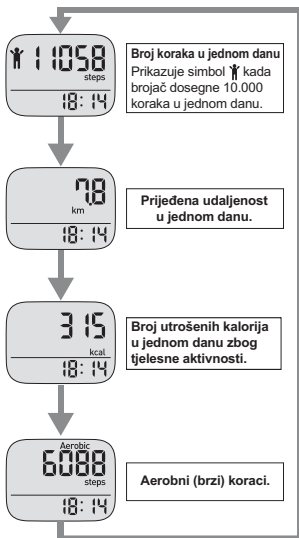 11058
steps
18:14
Broj koraka u jednom danu
Prikazuje simbol kada
brojač dosegne 10.000
koraka u jednom danu.
7.8
km
18:14
Prijeđena udaljenost
u jednom danu.
315
kcal
18:14
Broj utrošenih kalorija
u jednom danu zbog
tjelesne aktivnosti.
Aerobic
6088
steps
18:14
Aerobni (brzi) koraci.